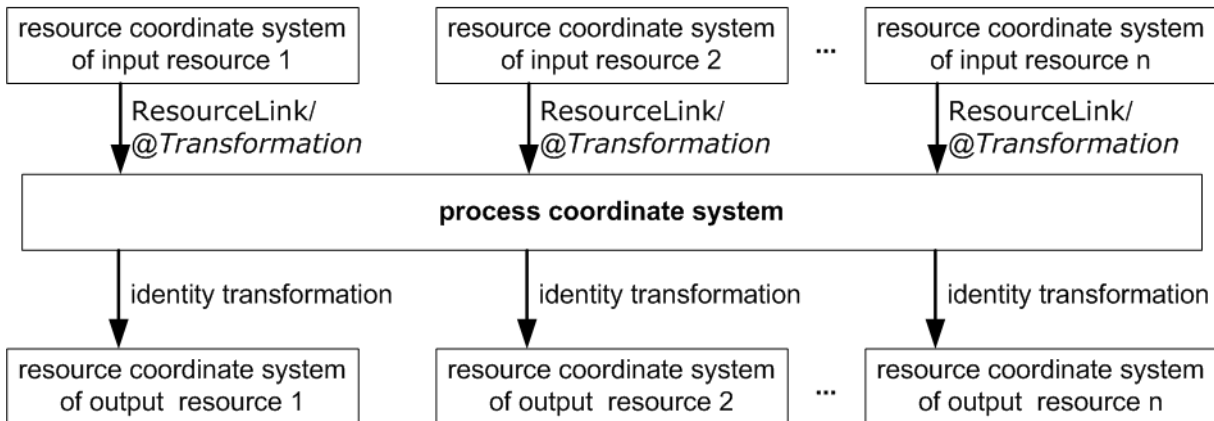 resource coordinate system
of input resource 1
resource coordinate system
of input resource 2
...
resource coordinate system
of input resource n
ResourceLink/
@Transformation
ResourceLink/
@Transformation
ResourceLink/
@Transformation
process coordinate system
identity transformation
identity transformation
identity transformation
resource coordinate system
of output resource 1
resource coordinate system
of output resource 2
...
resource coordinate system
of output resource n